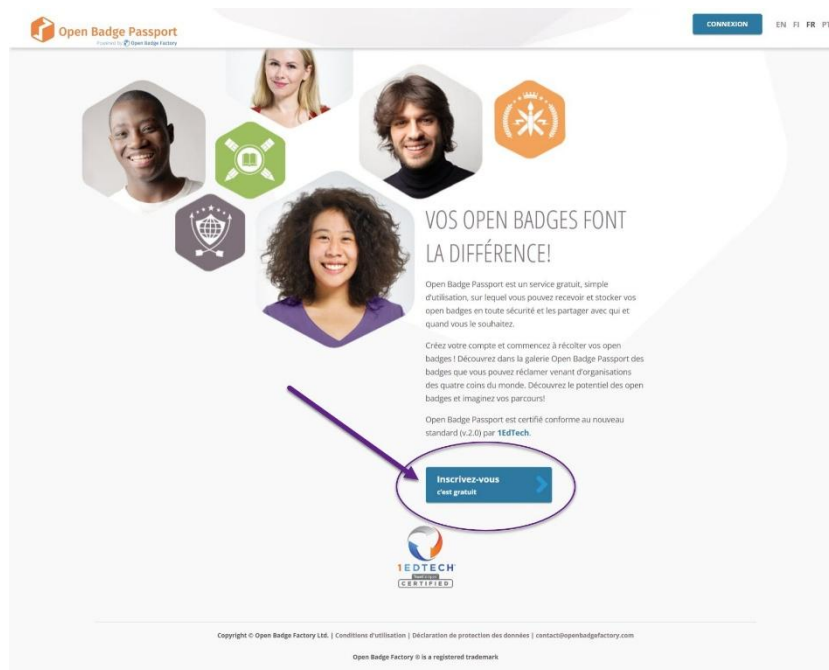 Open Badge Passport
Powered by Open Badge Factory
CONNEXION
EN FI FR PT
VOS OPEN BADGES FONT
LA DIFFÉRENCE!
Open Badge Passport est un service gratuit, simple
d'utilisation, sur lequel vous pouvez recevoir et stocker vos
open badges en toute sécurité et les partager avec qui et
quand vous le souhaitez.
Créez votre compte et commencez à récolter vos open
badges ! Découvrez dans la galerie Open Badge Passport des
badges que vous pouvez réclamer venant d'organisations
des quatre coins du monde. Découvrez le potentiel des open
badges et imaginez vos parcours!
Open Badge Passport est certifié conforme au nouveau
standard (v.2.0) par 1EdTech.
Inscrivez-vous
c'est gratuit
1EDTECH
CERTIFIED
Copyright © Open Badge Factory Ltd. | Conditions d'utilisation | Déclaration de protection des données | contact@openbadgefactory.com
Open Badge Factory ® is a registered trademark